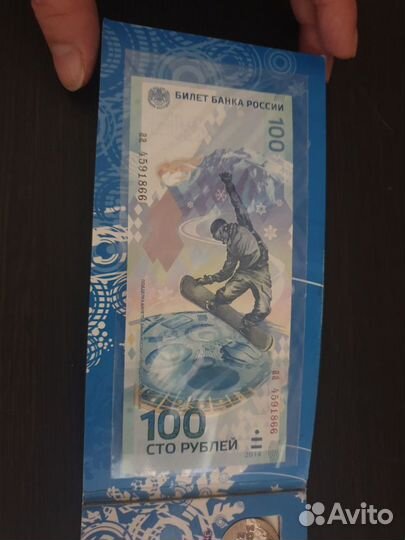 БИЛЕТ БАНКА РОССИИ
100
аа 4591866
аа 4591866
100
СТО РУБЛЕЙ
2014
Avito